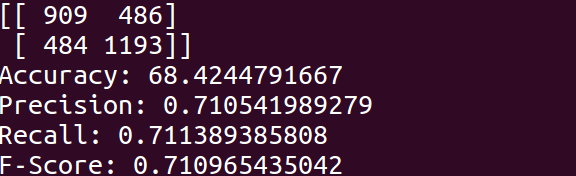 [[ 909  486]
 [ 484 1193]]
Accuracy: 68.4244791667
Precision: 0.710541989279
Recall: 0.711389385808
F-Score: 0.710965435042